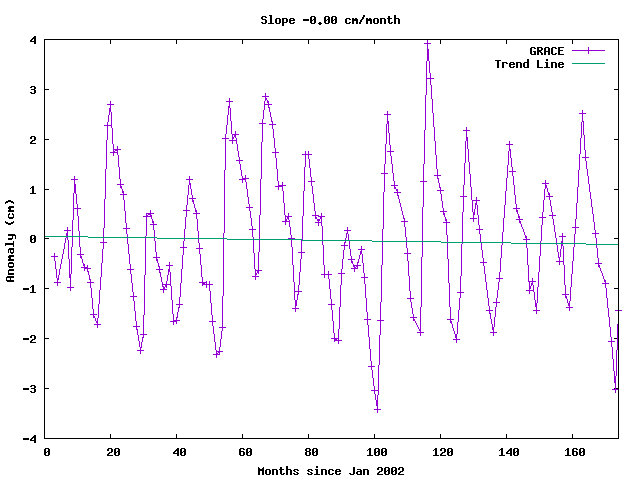 Slope -0.00 cm/month
GRACE
Trend Line
4
3
2
1
0
-1
-2
-3
-4
Anomaly (cm)
0 20 40 60 80 100 120 140 160
Months since Jan 2002